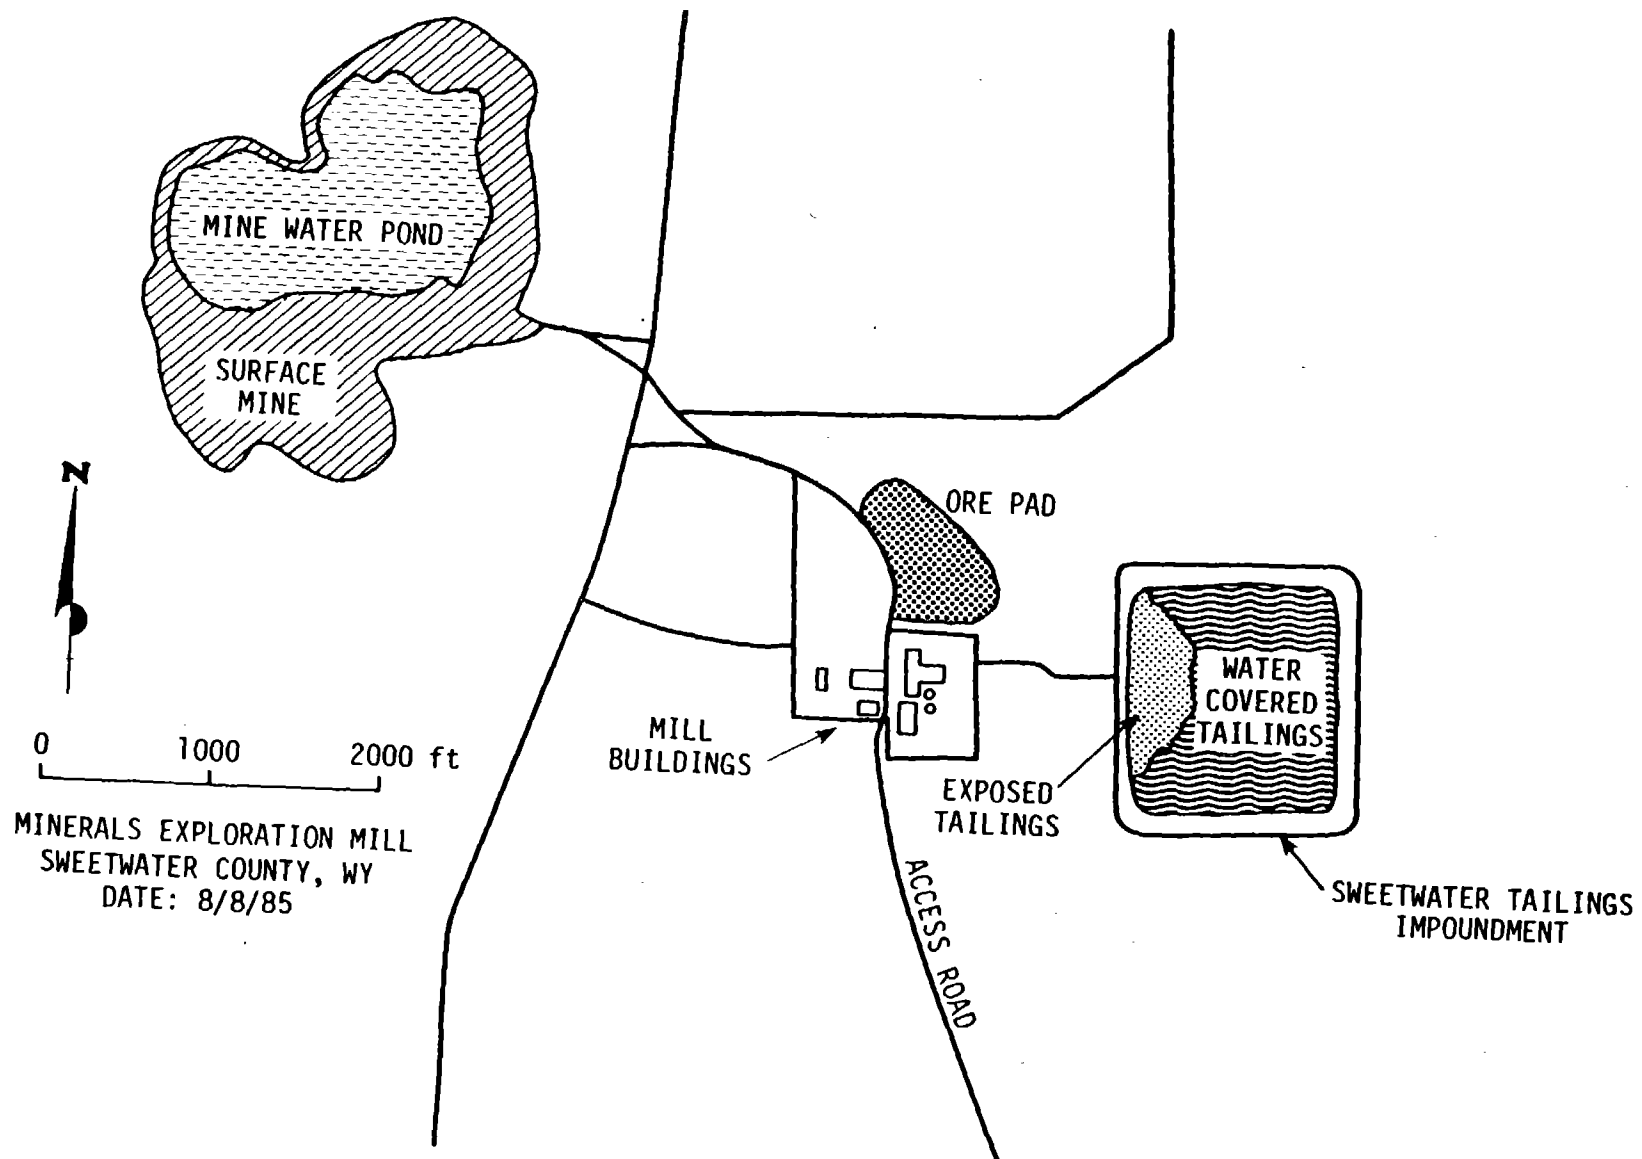 MINE WATER POND
SURFACE
MINE
N
ORE PAD
WATER
COVERED
TAILINGS
MILL
BUILDINGS
EXPOSED
TAILINGS
0 1000 2000 ft
MINERALS EXPLORATION MILL
SWEETWATER COUNTY, WY
DATE: 8/8/85
ACCESS ROAD
SWEETWATER TAILINGS
IMPOUNDMENT